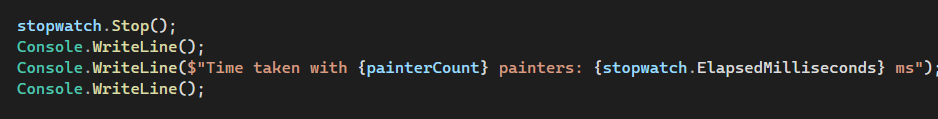 stopwatch.Stop();
Console.WriteLine();
Console.WriteLine($"Time taken with {painterCount} painters: {stopwatch.ElapsedMilliseconds} ms");
Console.WriteLine();